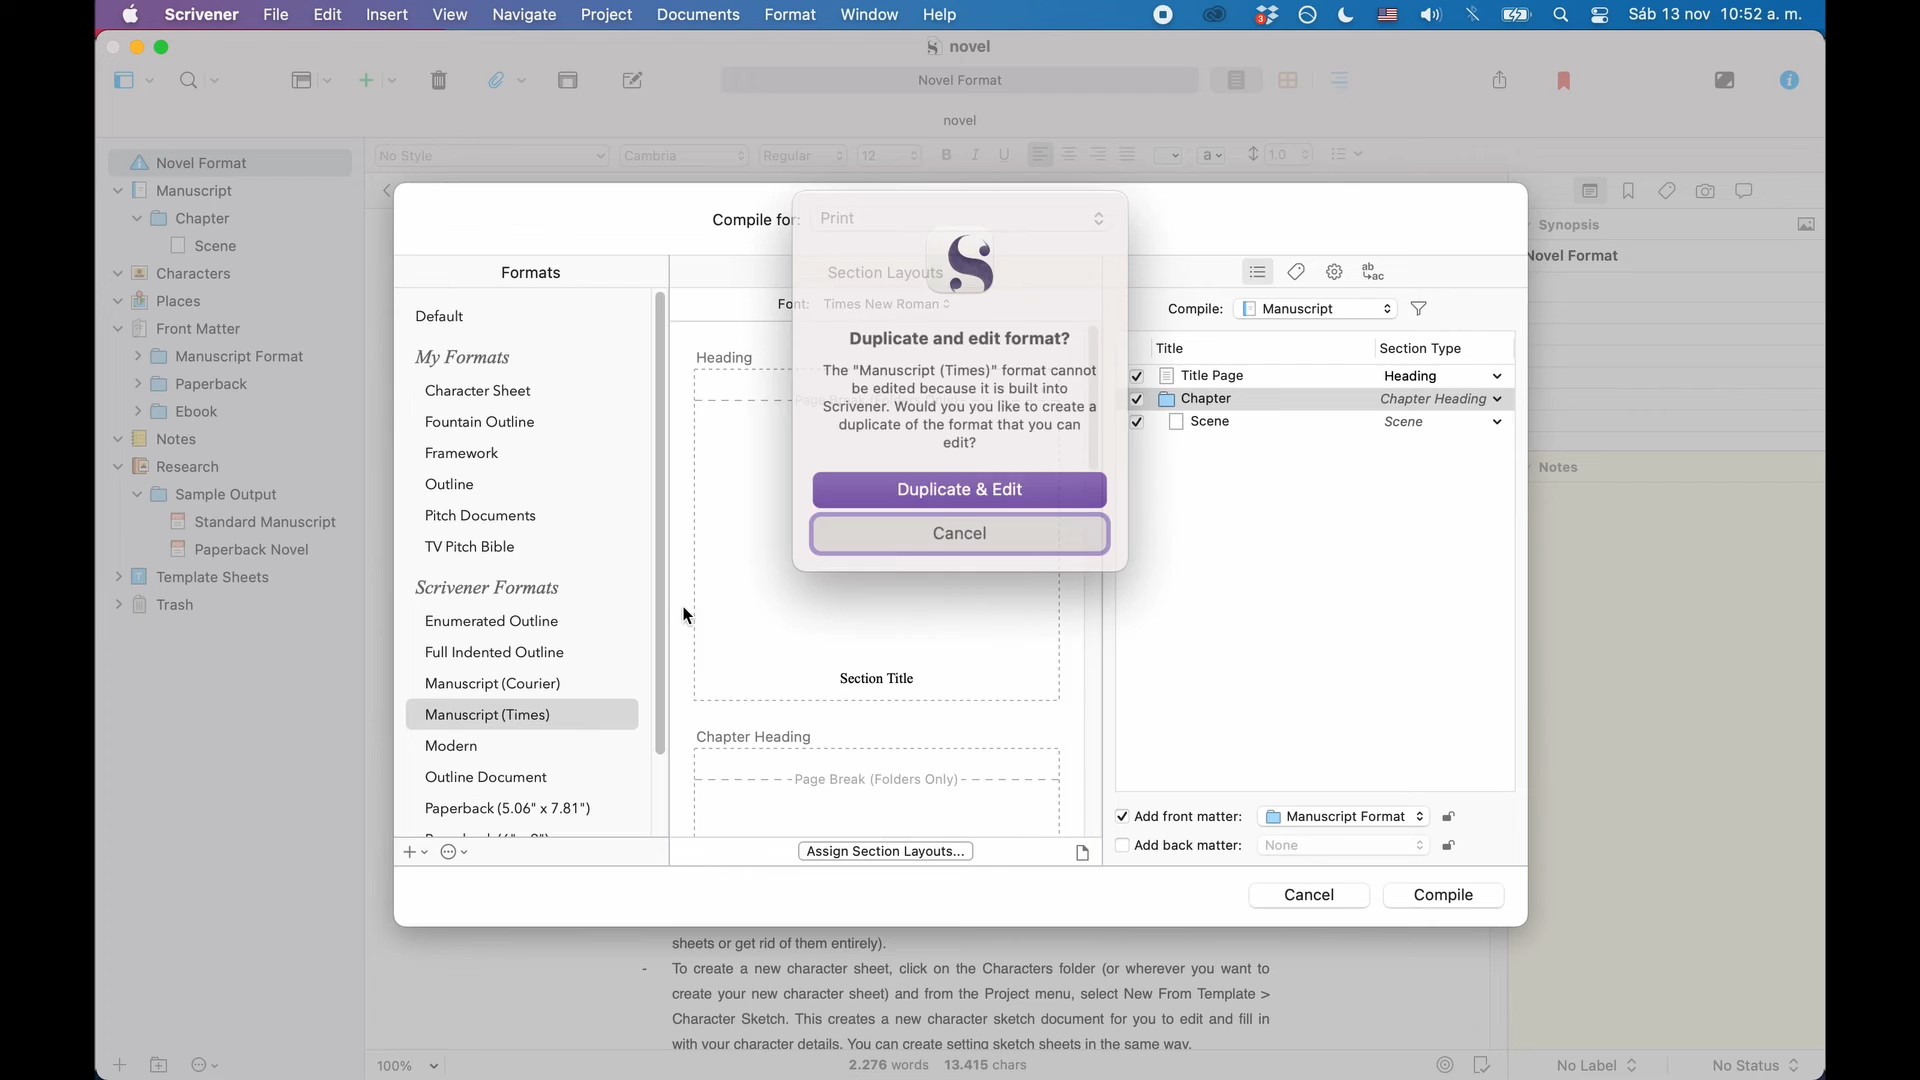 Scrivener File Edit Insert View Navigate Project Documents Format Window Help 3 Sáb 13 nov 10:52 a. m.
novel
Novel Format
novel
No Style Cambria Regular 12 B I U a 1.0
Novel Format
Manuscript
Chapter
Scene
Characters
Places
Front Matter
Manuscript Format
Paperback
Ebook
Notes
Research
Sample Output
Standard Manuscript
Paperback Novel
Template Sheets
Trash
Compile for: Print
Formats
Default
My Formats
Character Sheet
Fountain Outline
Framework
Outline
Pitch Documents
TV Pitch Bible
Scrivener Formats
Enumerated Outline
Full Indented Outline
Manuscript (Courier)
Manuscript (Times)
Modern
Outline Document
Paperback (5.06" x 7.81")
Section Layouts
Font: Times New Roman
Heading
Duplicate and edit format?
The "Manuscript (Times)" format cannot
be edited because it is built into
Scrivener. Would you you like to create a
duplicate of the format that you can
edit?
Duplicate & Edit
Cancel
Section Title
Chapter Heading
Page Break (Folders Only)
Assign Section Layouts...
ab
ac
Compile: Manuscript
Title Section Type
Title Page Heading
Chapter Chapter Heading
Scene Scene
Add front matter: Manuscript Format
Add back matter: None
Cancel Compile
Synopsis
Novel Format
Notes
sheets or get rid of them entirely).
- To create a new character sheet, click on the Characters folder (or wherever you want to
create your new character sheet) and from the Project menu, select New From Template >
Character Sketch. This creates a new character sketch document for you to edit and fill in
with your character details. You can create setting sketch sheets in the same way.
100% 2.276 words 13.415 chars No Label No Status